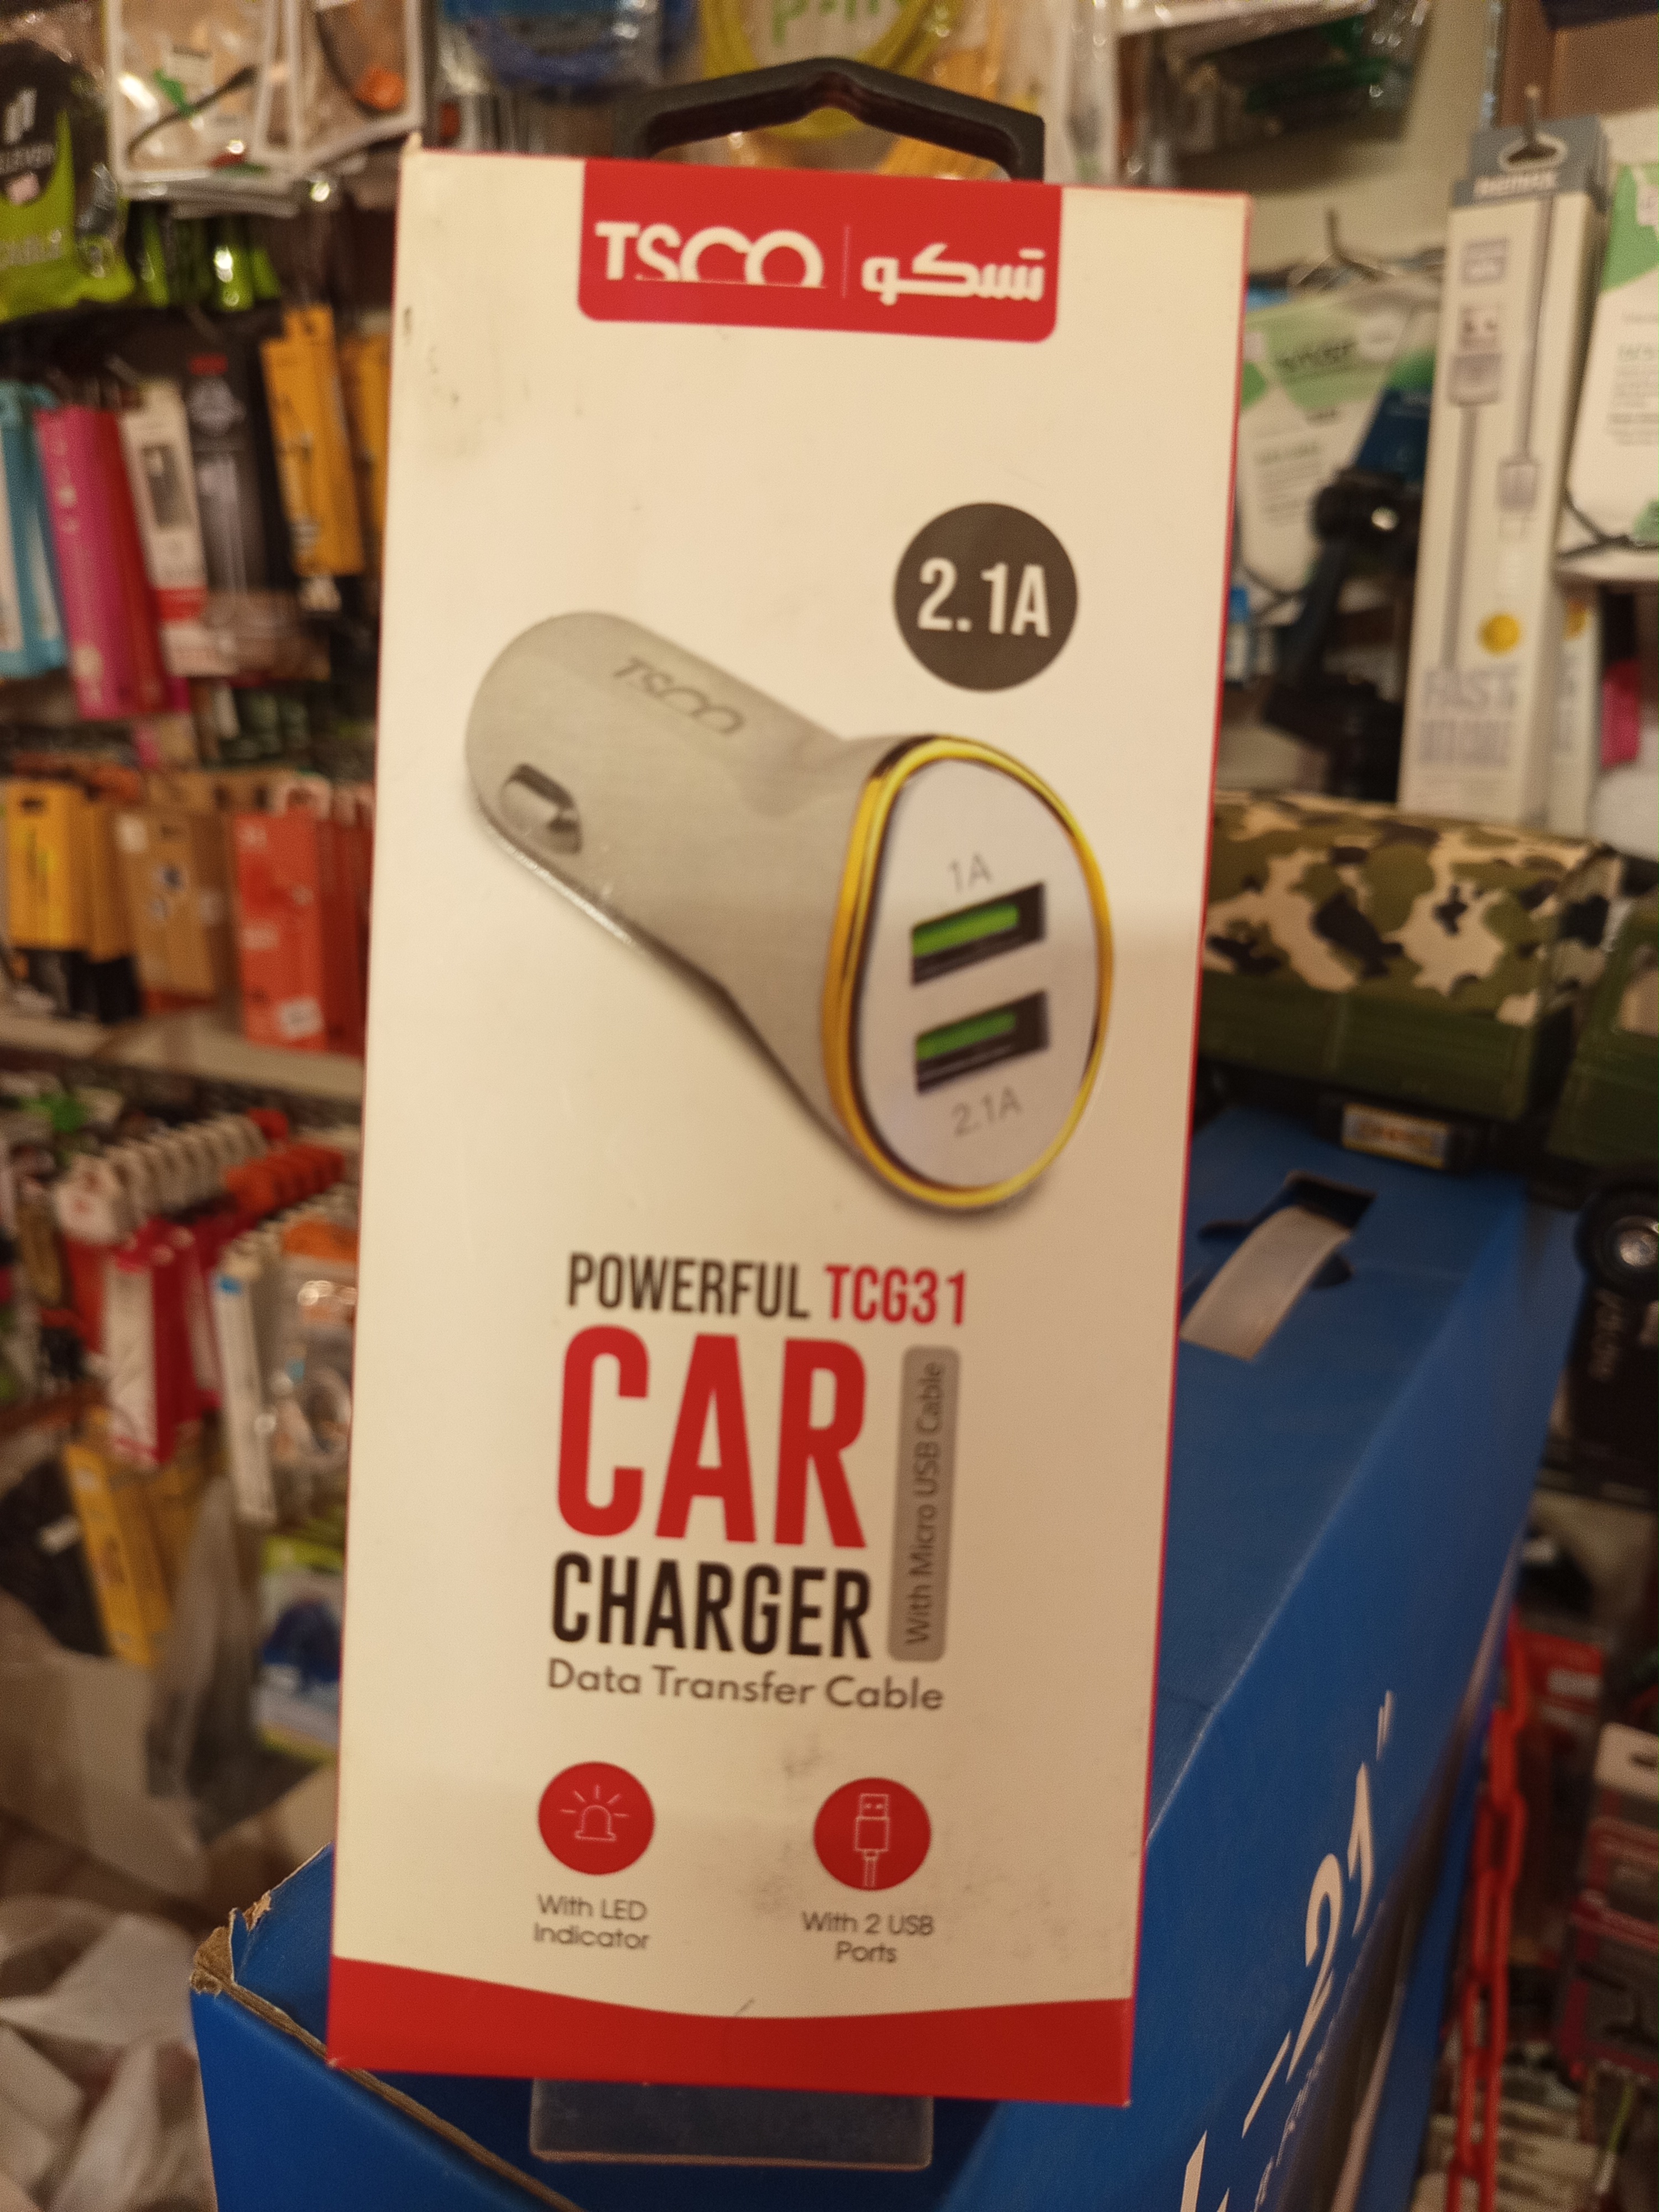 TSCO | تسکو
2.1A
TSCO
1A
2.1A
POWERFUL TCG31
CAR
CHARGER
With Micro USB Cable
Data Transfer Cable
With LED
Indicator
With 2 USB
Ports